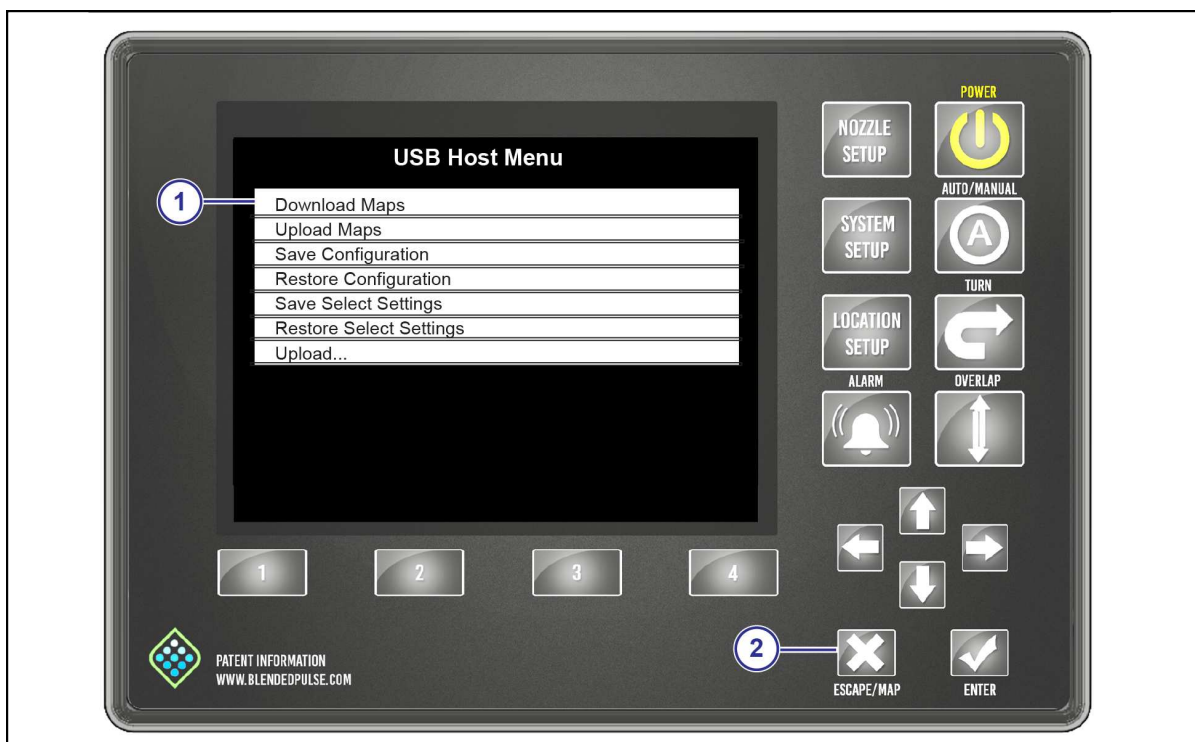 POWER
NOZZLE
SETUP
USB Host Menu
AUTO/MANUAL
1
Download Maps
Upload Maps
Save Configuration
Restore Configuration
Save Select Settings
Restore Select Settings
Upload...
SYSTEM
SETUP
A
TURN
LOCATION
SETUP
ALARM
OVERLAP
1
2
3
4
2
PATENT INFORMATION
WWW.BLENDEDPULSE.COM
ESCAPE/MAP
ENTER